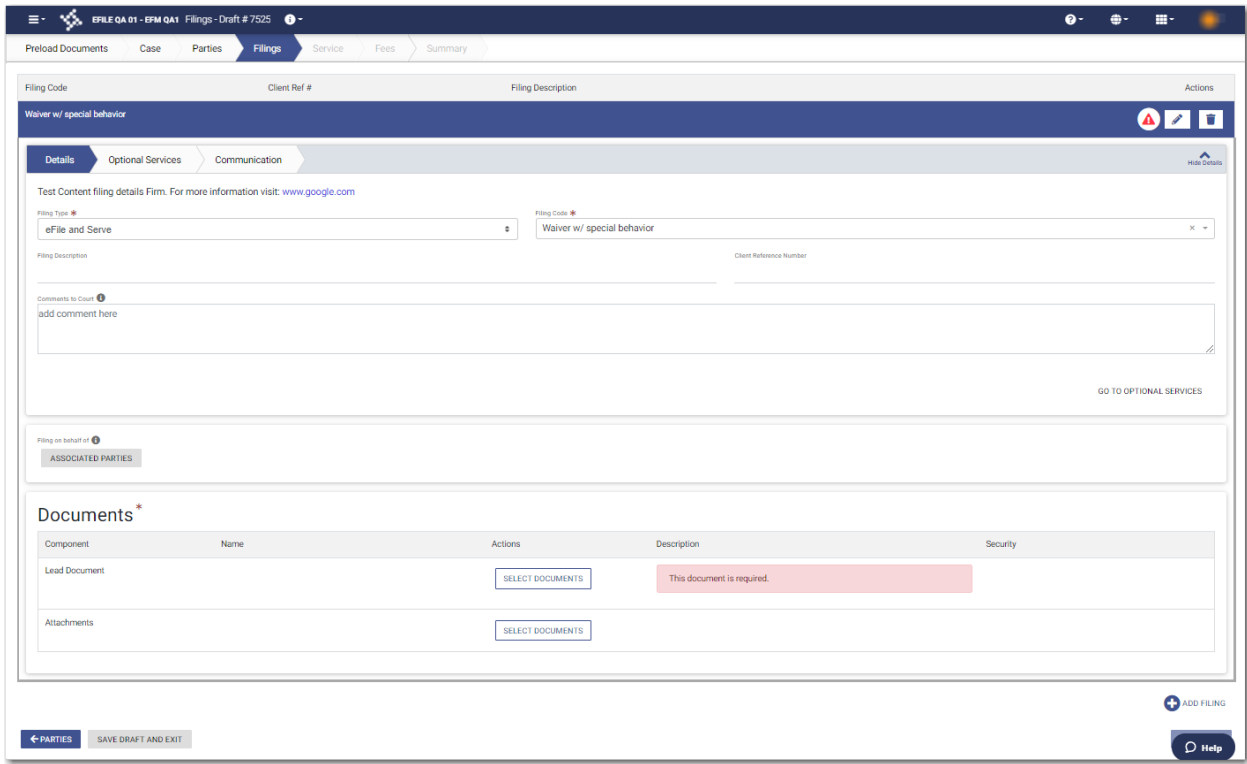 EFILE QA 01 - EFM QA1 Filings - Draft # 7525
Preload Documents Case Parties Filings Service Fees Summary
Filing Code Client Ref # Filing Description Actions
Waiver w/ special behavior
Details Optional Services Communication Hide Details
Test Content filing details Firm. For more information visit: www.google.com
Filing Type * Filing Code *
eFile and Serve Waiver w/ special behavior
Filing Description Client Reference Number
Comments to Court
add comment here
GO TO OPTIONAL SERVICES
Filing on behalf of
ASSOCIATED PARTIES
Documents*
Component Name Actions Description Security
Lead Document SELECT DOCUMENTS This document is required.
Attachments SELECT DOCUMENTS
ADD FILING
PARTIES SAVE DRAFT AND EXIT Help